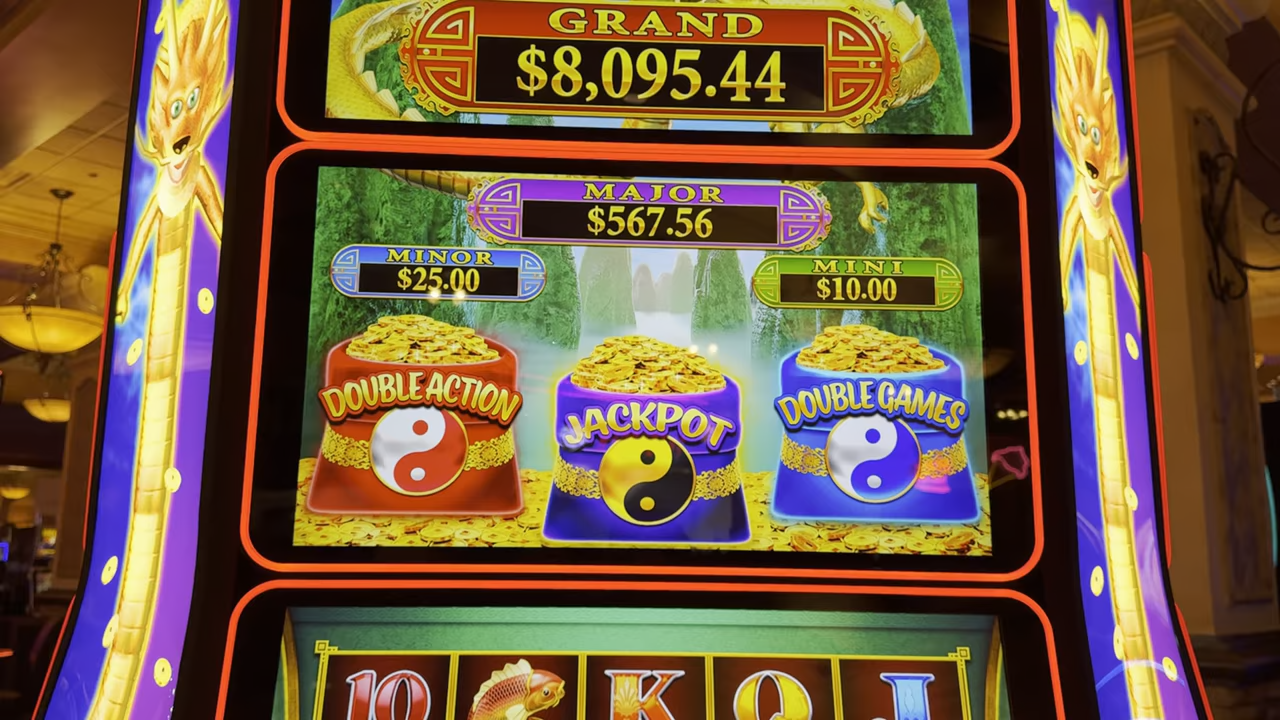 GRAND
$8,095.44
MAJOR
$567.56
MINOR
$25.00
MINI
$10.00
DOUBLE ACTION
JACKPOT
DOUBLE GAMES
10 K Q J